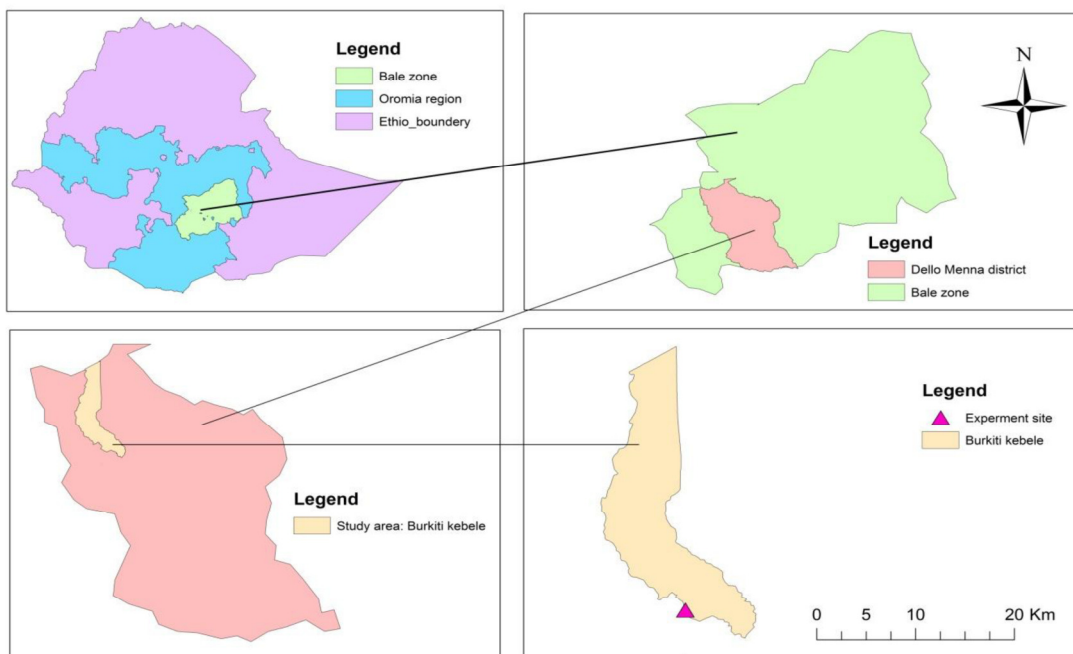 Legend
Bale zone
Oromia region
Ethio_boundery
N
Legend
Dello Menna district
Bale zone
Legend
Study area: Burkiti kebele
Legend
Experment site
Burkiti kebele
0 5 10 20 Km